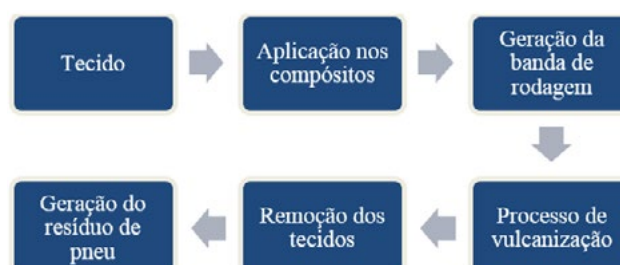 Tecido
Aplicação nos
compósitos
Geração da
banda de
rodagem
Processo de
vulcanização
Remoção dos
tecidos
Geração do
resíduo de
pneu